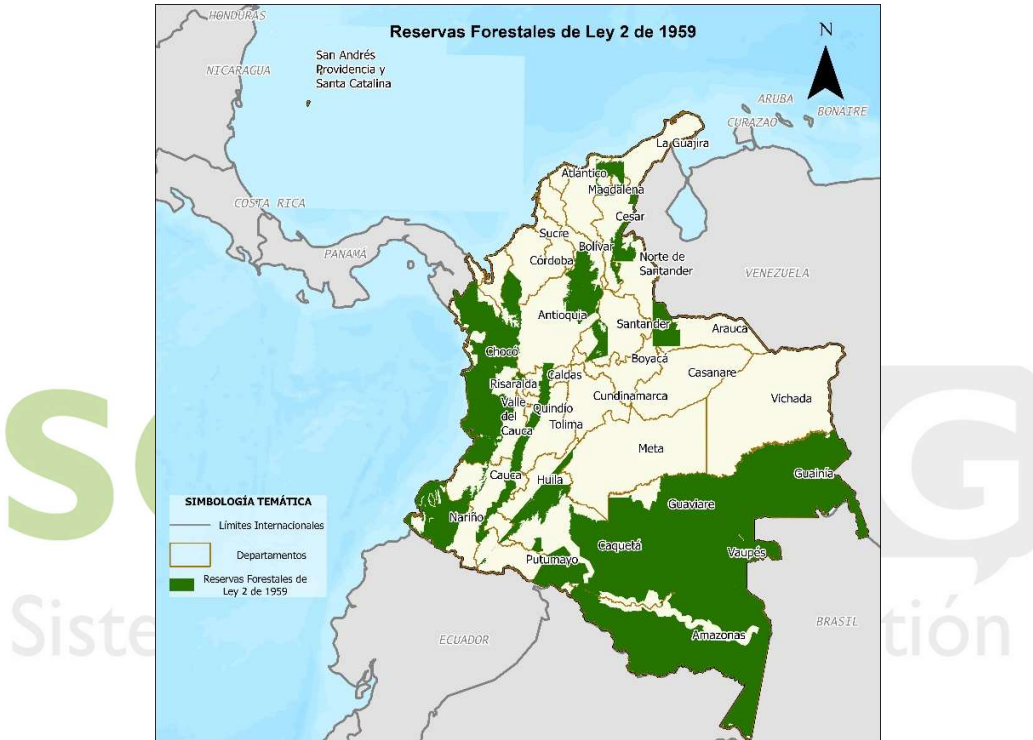 HONDURAS
Reservas Forestales de Ley 2 de 1959
N
San Andrés
Providencia y
Santa Catalina
NICARAGUA
ARUBA
BONAIRE
CURAZAO
La Guajira
Atlántico
Magdalena
COSTA RICA
Cesar
Sucre
Bolívar
PANAMÁ
Córdoba
Norte de
Santander
VENEZUELA
Antioquia
Santander
Arauca
Chocó
Boyacá
Caldas
Casanare
Risaralda
Cundinamarca
Vichada
Valle
del
Cauca
Quindío
Tolima
Meta
Cauca
Huila
Guainía
SIMBOLOGÍA TEMÁTICA
Límites Internacionales
Departamentos
Reservas Forestales de
Ley 2 de 1959
Nariño
Guaviare
Caquetá
Vaupés
Putumayo
BRASIL
ECUADOR
Amazonas
Siste
tión